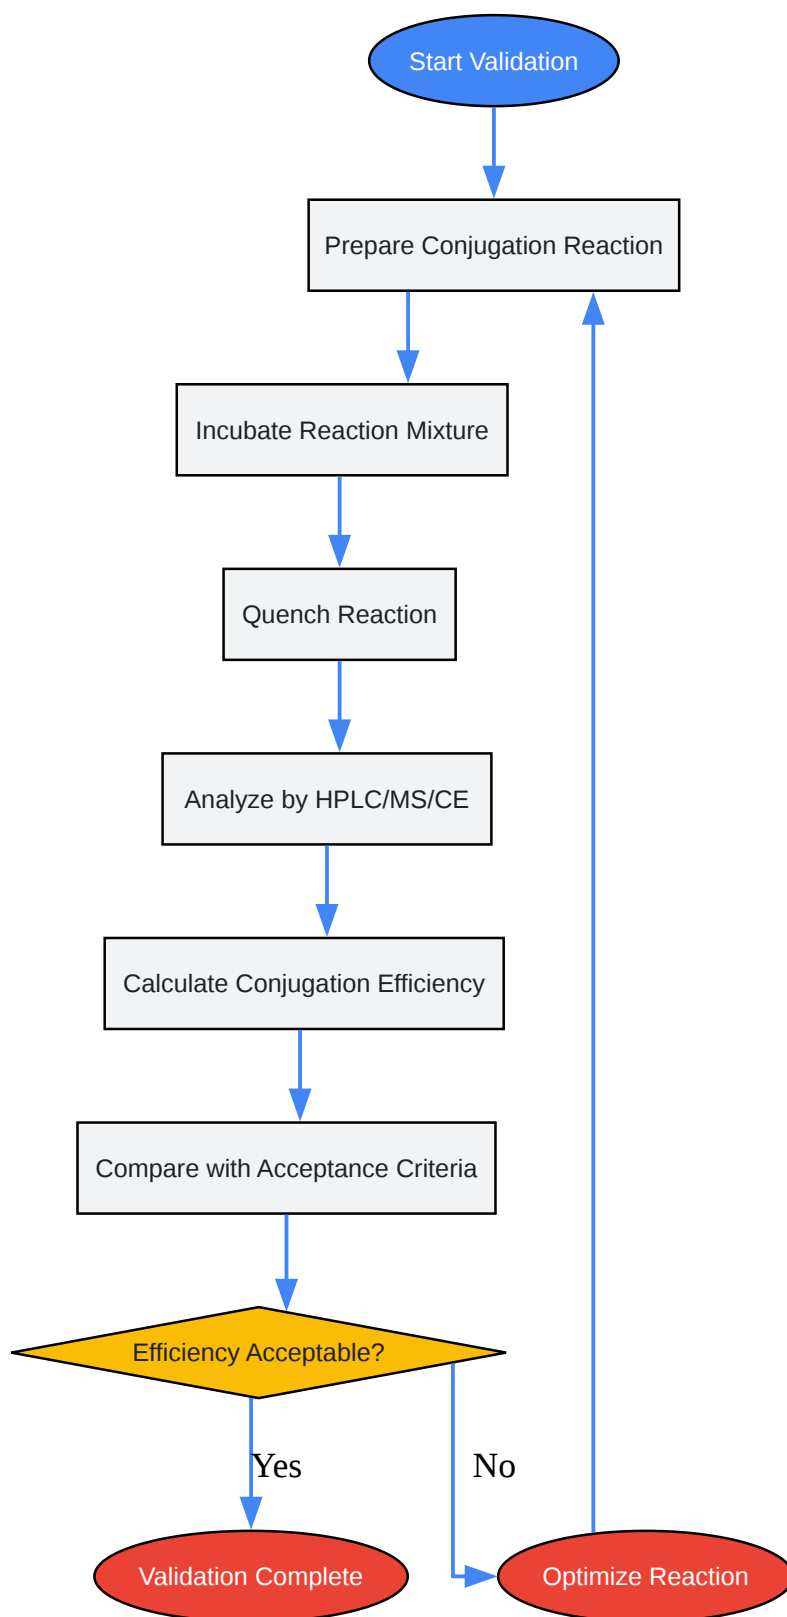 Start Validation
Prepare Conjugation Reaction
Incubate Reaction Mixture
Quench Reaction
Analyze by HPLC/MS/CE
Calculate Conjugation Efficiency
Compare with Acceptance Criteria
Efficiency Acceptable?
Yes
No
Validation Complete
Optimize Reaction